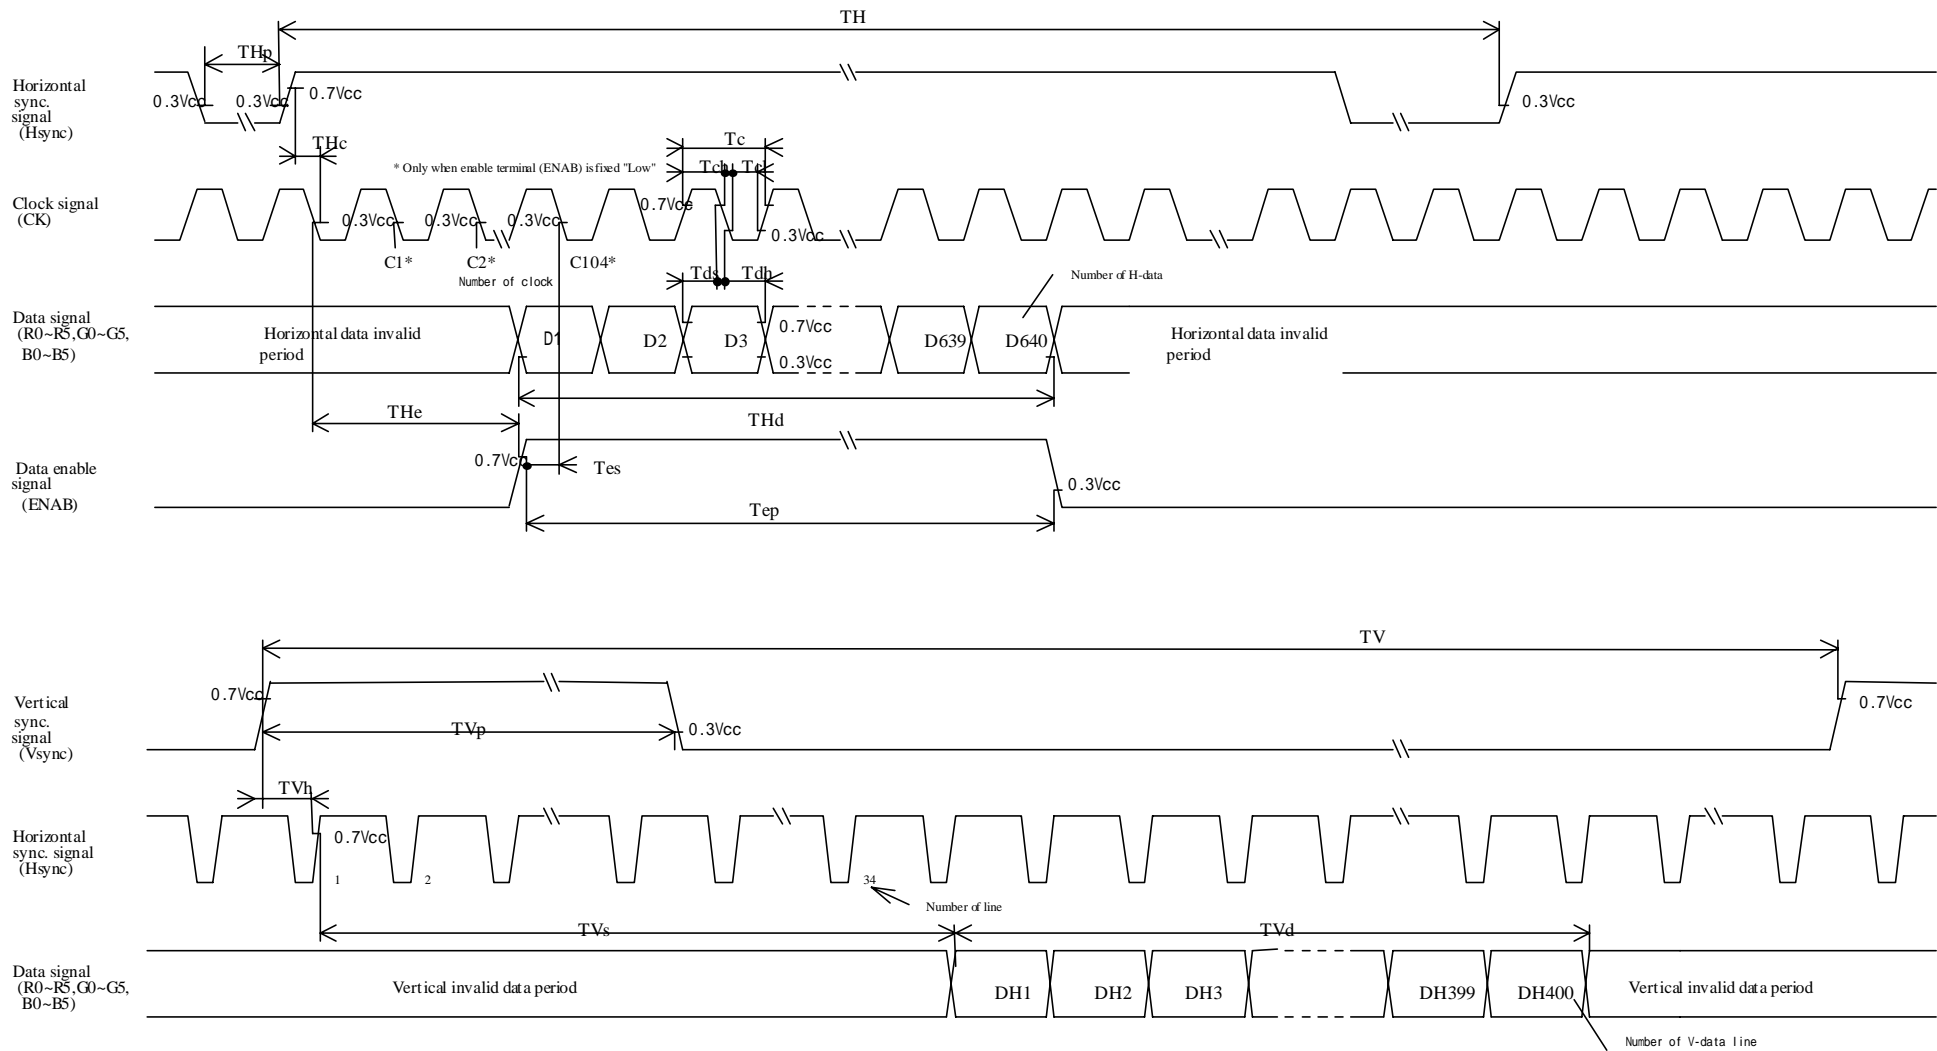 TH
THp
Horizontal
sync.
signal
(Hsync)
0.3Vcc
0.3Vcc
0.7Vcc
0.3Vcc
THc
* Only when enable terminal (ENAB) is fixed "Low"
Tc
Tch
Tcl
Clock signal
(CK)
0.3Vcc
0.3Vcc
0.3Vcc
0.7Vcc
0.3Vcc
C1*
C2*
C104*
Number of clock
Tds
Tdh
Number of H-data
Data signal
(R0~R5,G0~G5,
B0~B5)
Horizontal data invalid
period
D1
D2
D3
0.7Vcc
0.3Vcc
D639
D640
Horizontal data invalid
period
THe
THd
Data enable
signal
(ENAB)
0.7Vcc
Tes
0.3Vcc
Tep
TV
Vertical
sync.
signal
(Vsync)
0.7Vcc
TVp
0.3Vcc
0.7Vcc
TVh
Horizontal
sync. signal
(Hsync)
0.7Vcc
1
2
34
Number of line
TVs
TVd
Data signal
(R0~R5,G0~G5,
B0~B5)
Vertical invalid data period
DH1
DH2
DH3
DH399
DH400
Vertical invalid data period
Number of V-data line